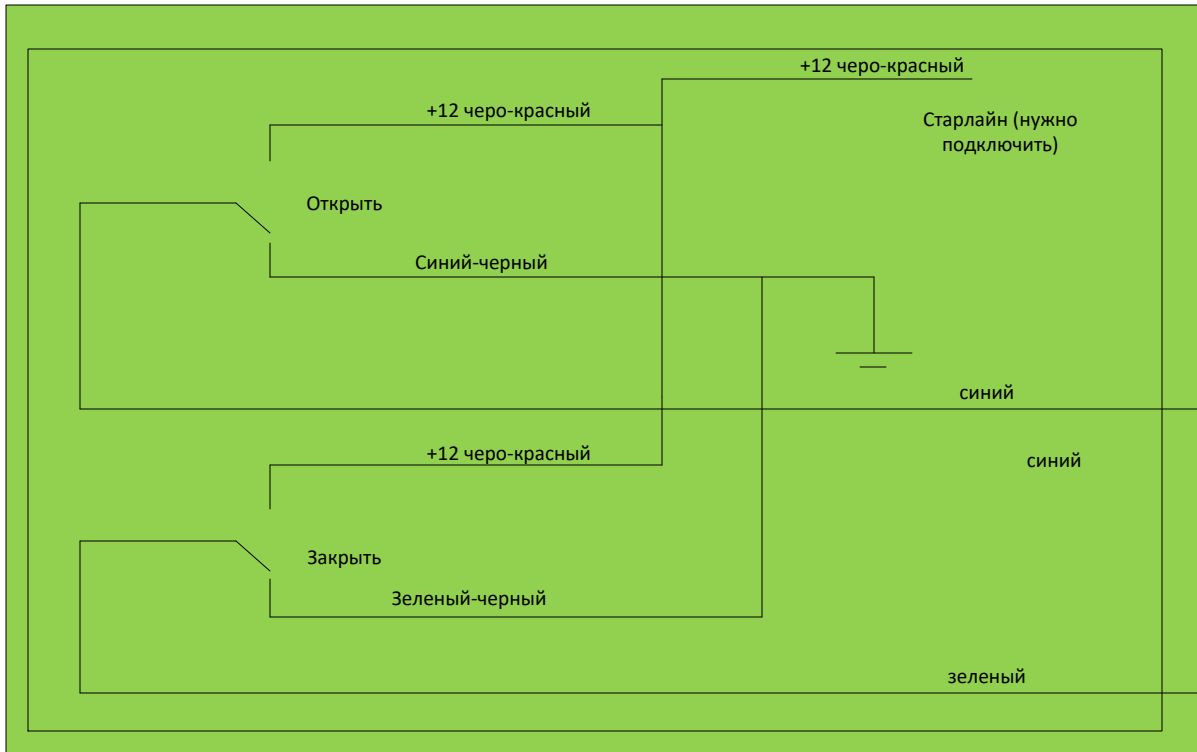 +12 черо-красный
+12 черо-красный
Старлайн (нужно
подключить)
Открыть
Синий-черный
синий
+12 черо-красный
синий
Закрыть
Зеленый-черный
зеленый